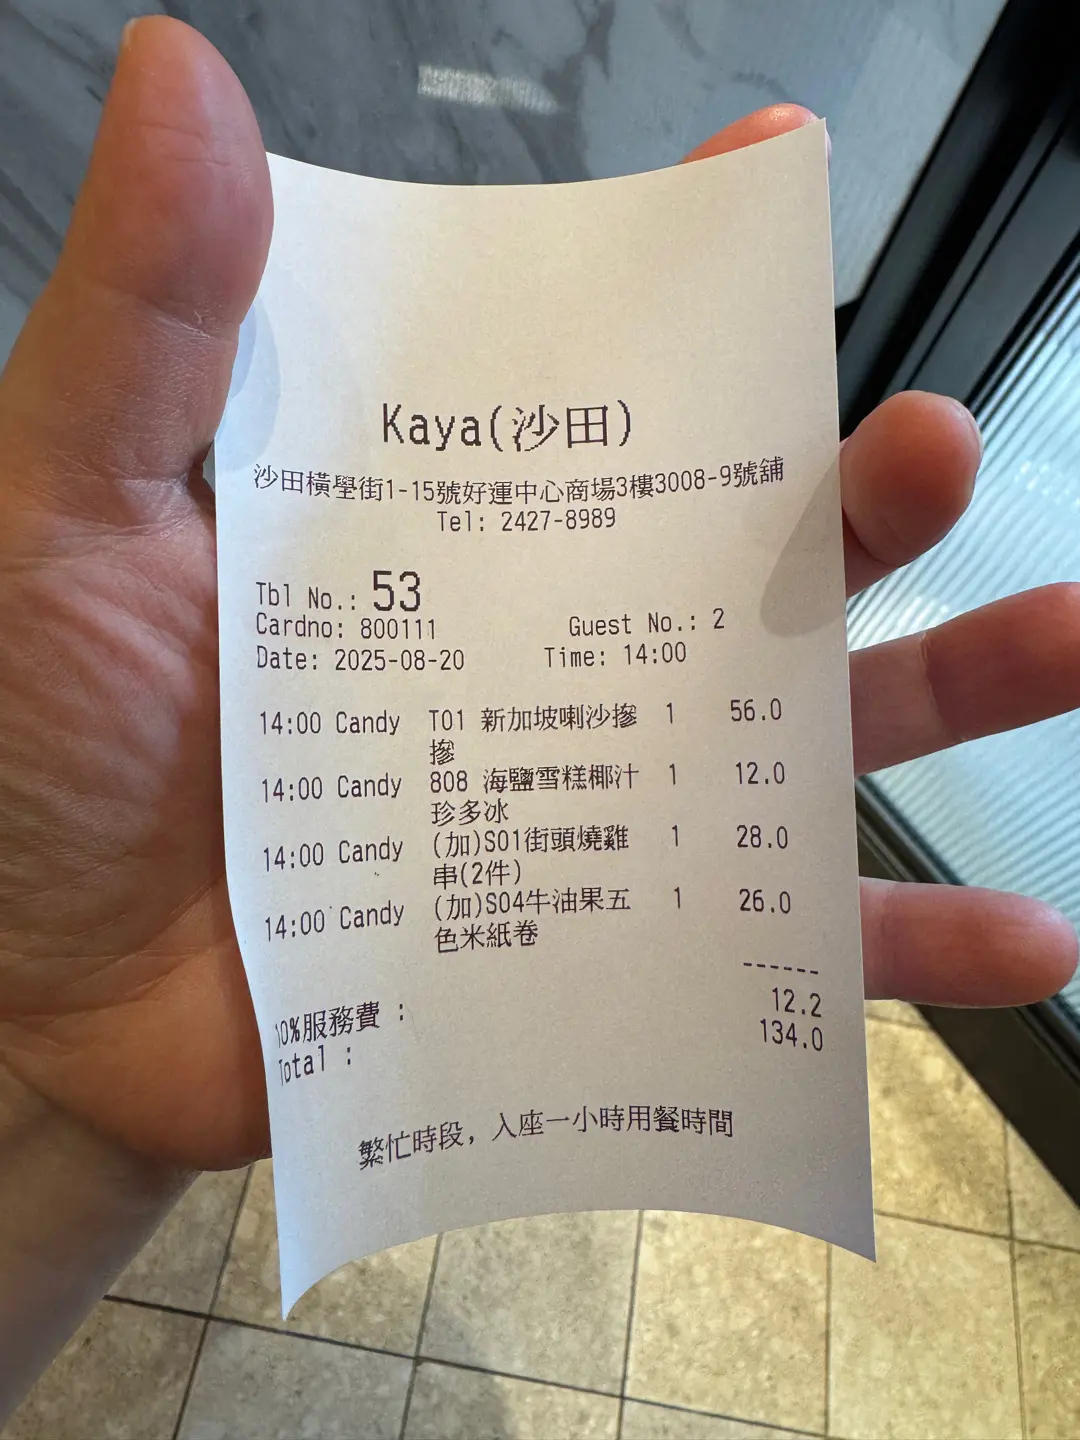 Kaya(沙田)
沙田橫壆街1-15號好運中心商場3樓3008-9號舖
Tel: 2427-8989
Tbl No.: 53
Cardno: 800111 Guest No.: 2
Date: 2025-08-20 Time: 14:00
14:00 Candy T01 新加坡喇沙摻 1 56.0
摻
14:00 Candy 808 海鹽雪糕椰汁 1 12.0
珍多冰
14:00 Candy (加)S01街頭燒雞 1 28.0
串(2件)
14:00 Candy (加)S04牛油果五 1 26.0
色米紙卷
------
10%服務費 : 12.2
Total : 134.0
繁忙時段, 入座一小時用餐時間